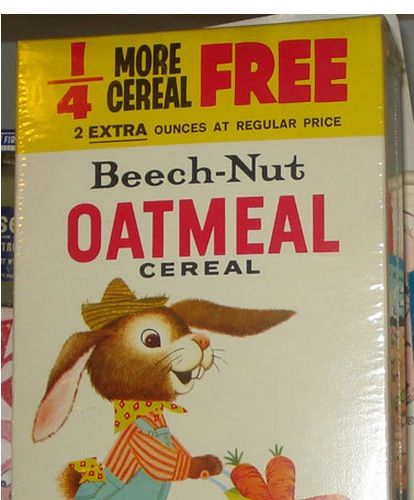 1/4 MORE CEREAL FREE
2 EXTRA OUNCES AT REGULAR PRICE
Beech-Nut
OATMEAL
CEREAL